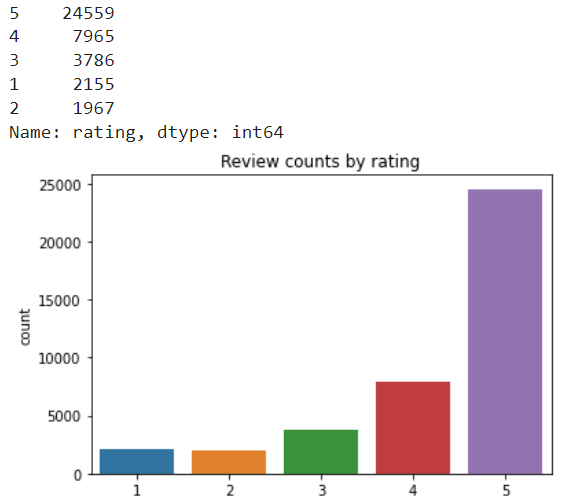 5 24559
4 7965
3 3786
1 2155
2 1967
Name: rating, dtype: int64
Review counts by rating
25000
20000
15000
10000
5000
0
count
1 2 3 4 5